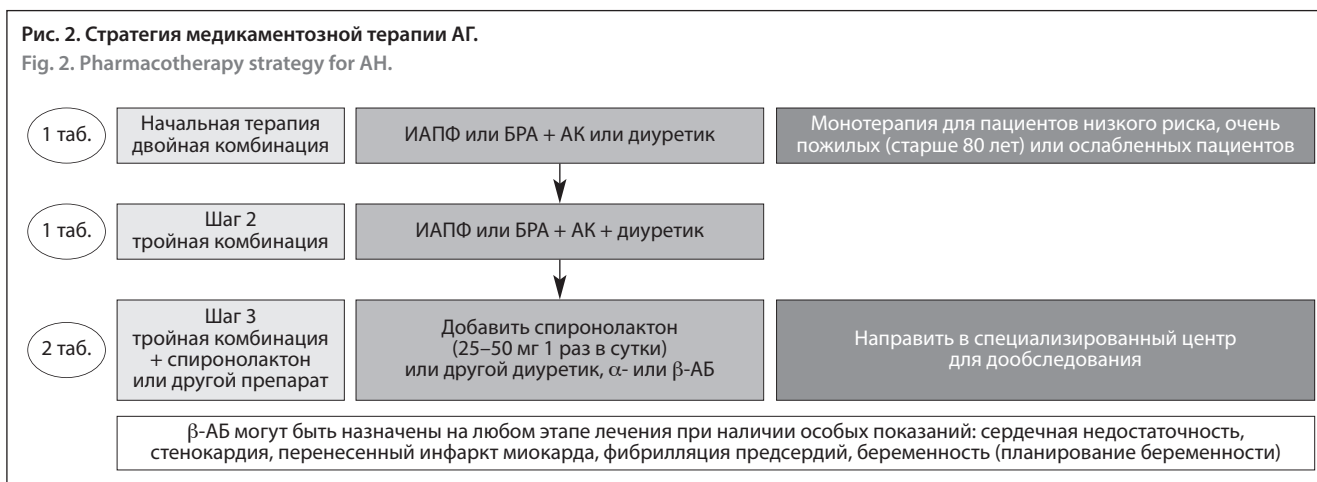 Рис. 2. Стратегия медикаментозной терапии АГ.
Fig. 2. Pharmacotherapy strategy for AH.
1 таб.
Начальная терапия
двойная комбинация
ИАПФ или БРА + АК или диуретик
Монотерапия для пациентов низкого риска, очень
пожилых (старше 80 лет) или ослабленных пациентов
1 таб.
Шаг 2
тройная комбинация
ИАПФ или БРА + АК + диуретик
2 таб.
Шаг 3
тройная комбинация
+ спиронолактон
или другой препарат
Добавить спиронолактон
(25–50 мг 1 раз в сутки)
или другой диуретик, α- или β-АБ
Направить в специализированный центр
для дообследования
β-АБ могут быть назначены на любом этапе лечения при наличии особых показаний: сердечная недостаточность,
стенокардия, перенесенный инфаркт миокарда, фибрилляция предсердий, беременность (планирование беременности)